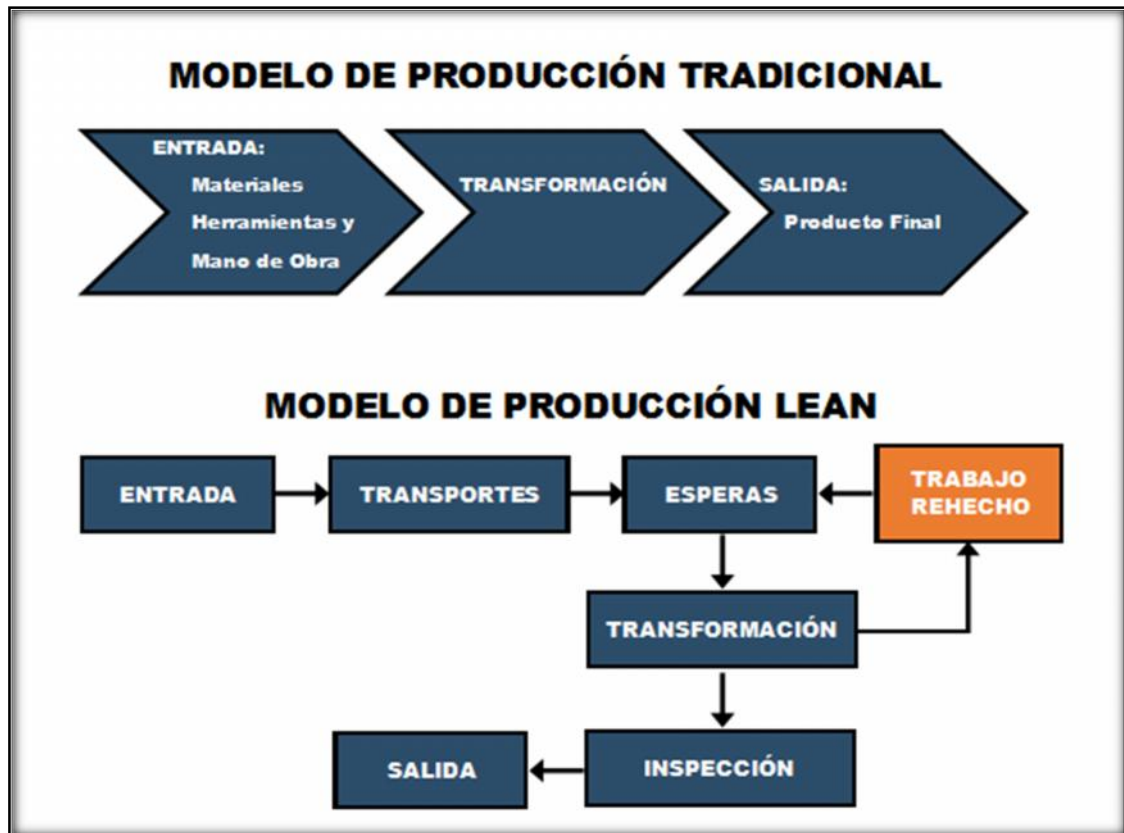 MODELO DE PRODUCCIÓN TRADICIONAL
ENTRADA:
Materiales
Herramientas y
Mano de Obra
TRANSFORMACIÓN
SALIDA:
Producto Final
MODELO DE PRODUCCIÓN LEAN
ENTRADA
TRANSPORTES
ESPERAS
TRABAJO
REHECHO
TRANSFORMACIÓN
SALIDA
INSPECCIÓN